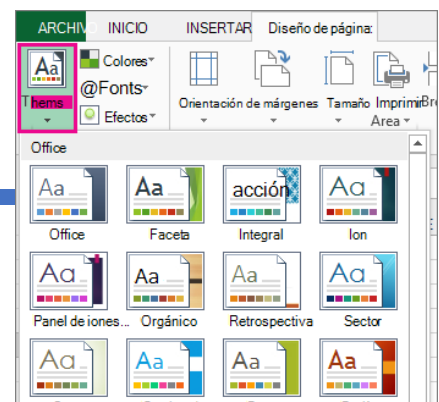 ARCHIVO INICIO INSERTAR Diseño de página:
Aa Colores
@Fonts
Thems Efectos
Orientación de márgenes Tamaño Imprimir
Area
Office
Aa Aa acción Aa
Office Faceta Integral Ion
Aa Aa Aa Aa
Panel de iones... Orgánico Retrospectiva Sector
Aa Aa Aa Aa